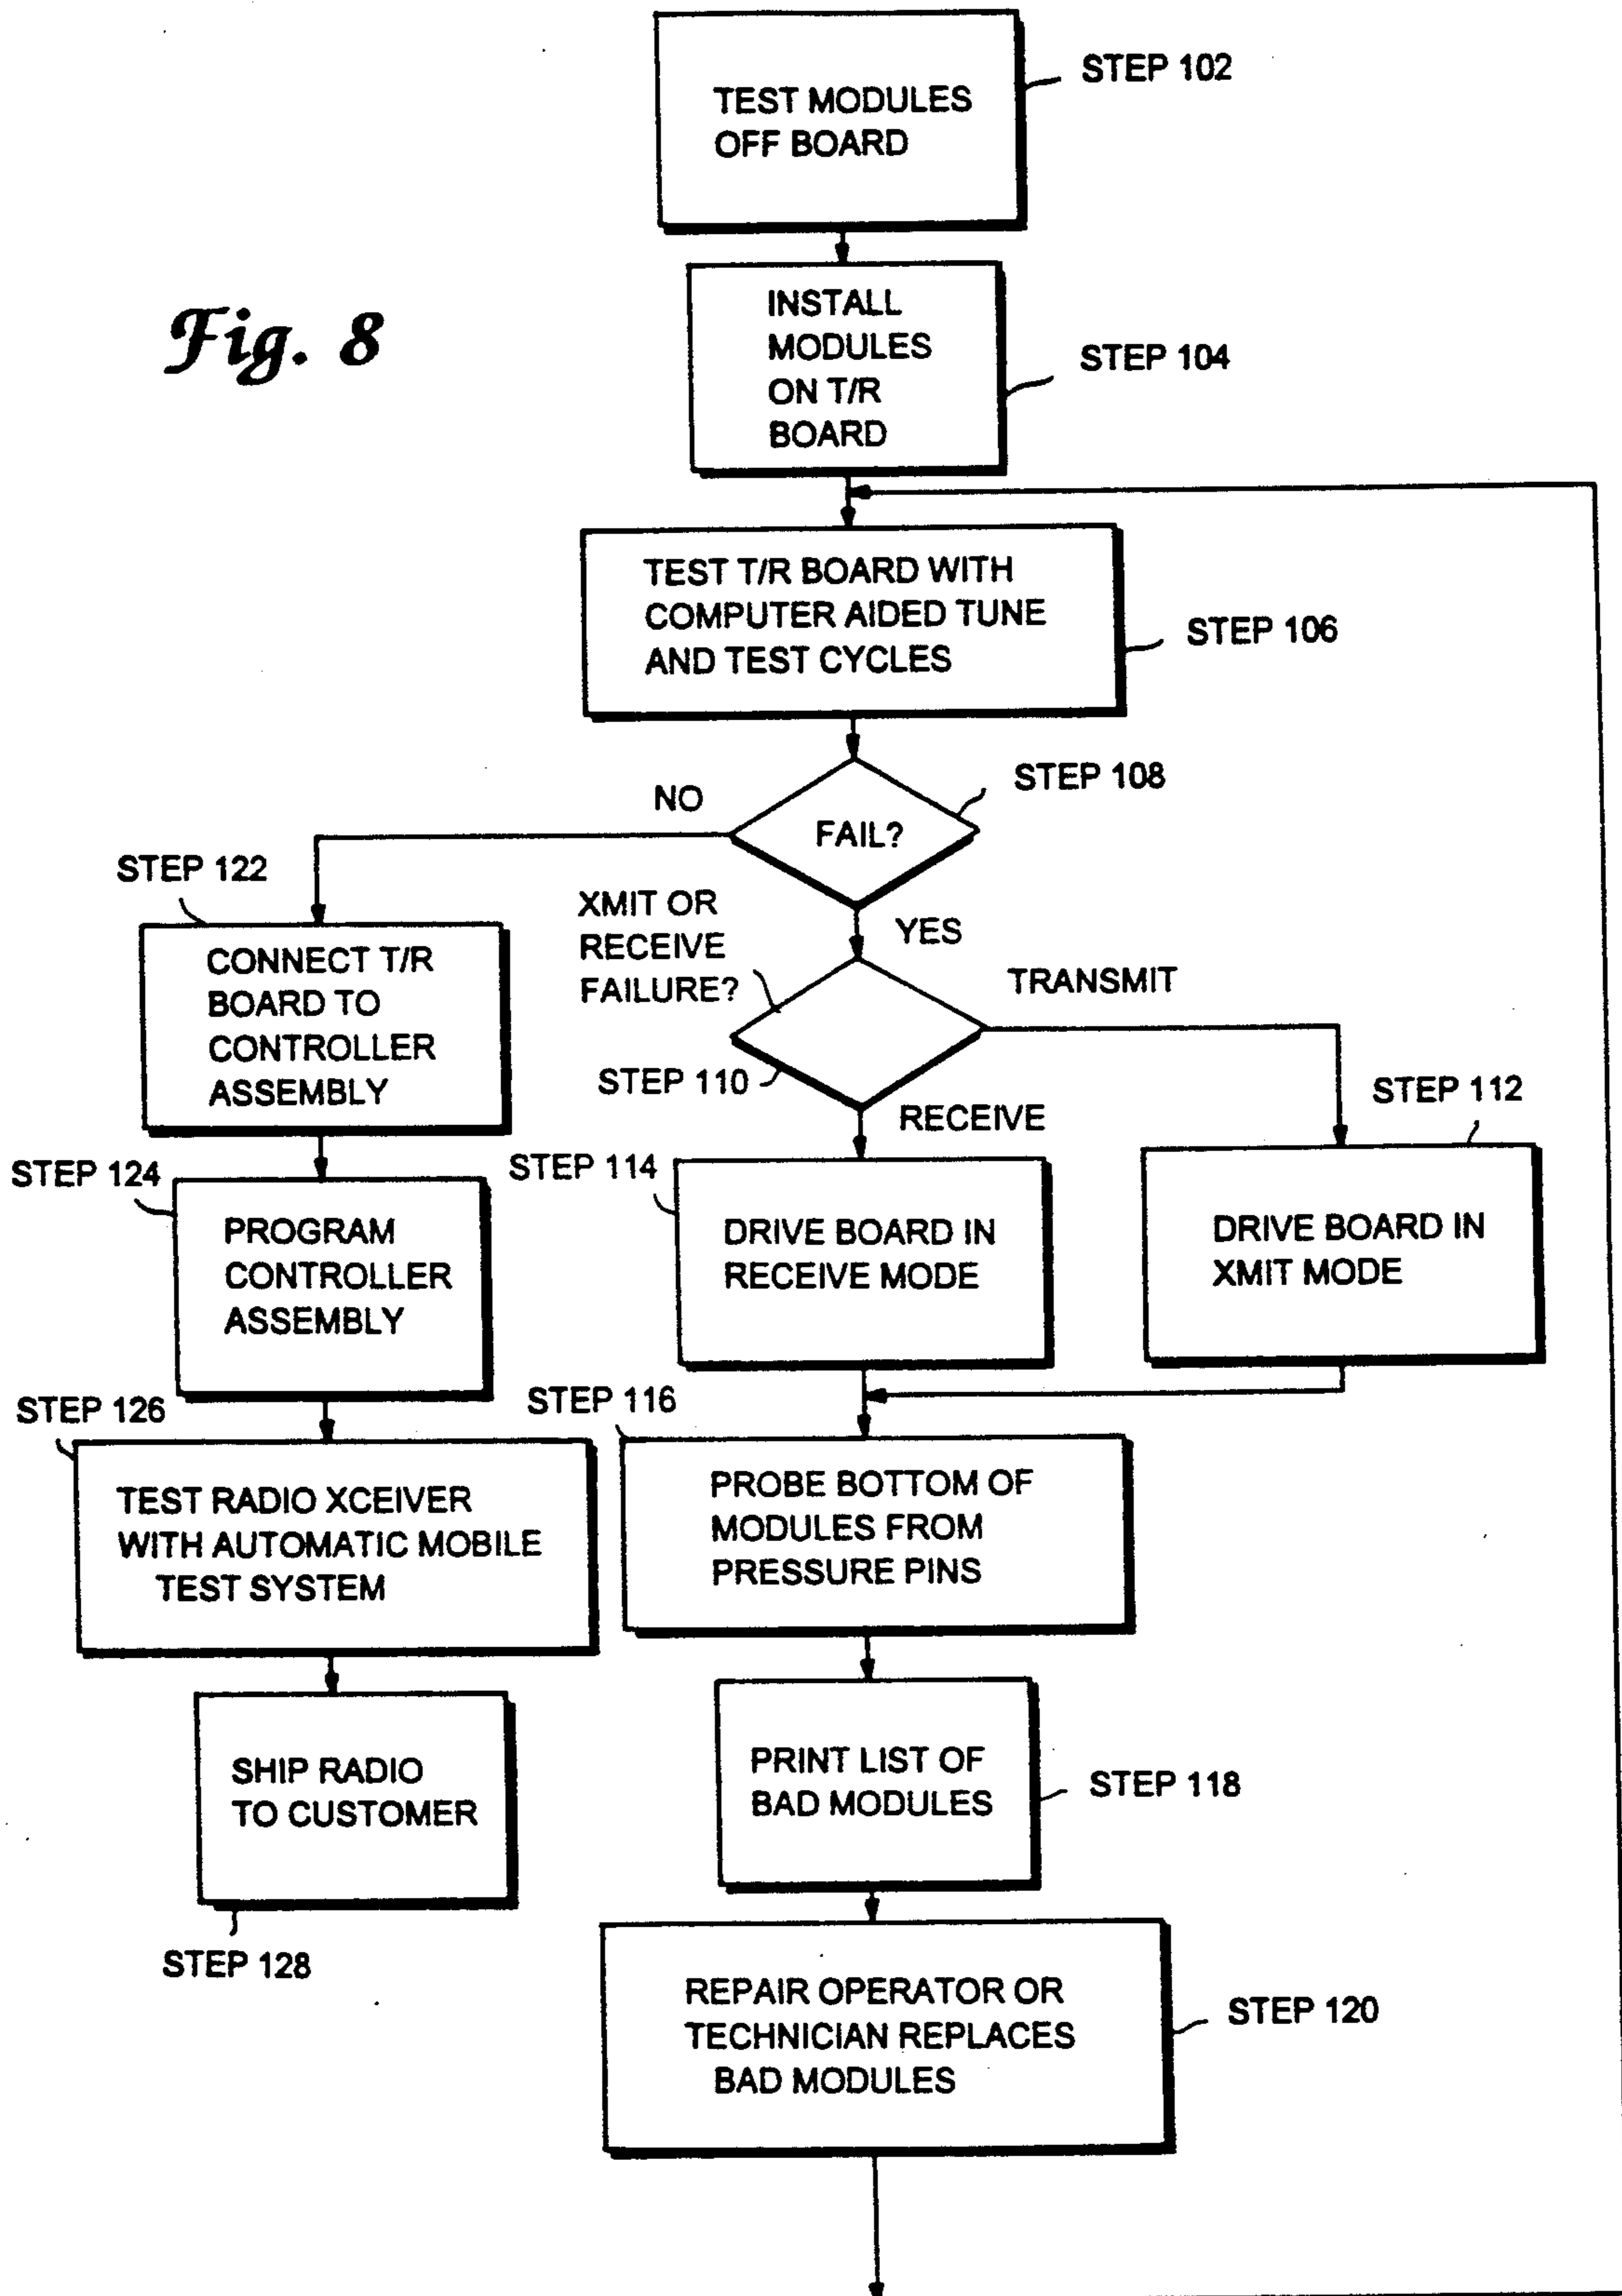 Fig. 8
TEST MODULES
OFF BOARD
STEP 102
INSTALL
MODULES
ON T/R
BOARD
STEP 104
TEST T/R BOARD WITH
COMPUTER AIDED TUNE
AND TEST CYCLES
STEP 106
FAIL?
STEP 108
NO
YES
XMIT OR
RECEIVE
FAILURE?
STEP 110
TRANSMIT
RECEIVE
STEP 122
CONNECT T/R
BOARD TO
CONTROLLER
ASSEMBLY
STEP 124
PROGRAM
CONTROLLER
ASSEMBLY
STEP 126
TEST RADIO XCEIVER
WITH AUTOMATIC MOBILE
TEST SYSTEM
SHIP RADIO
TO CUSTOMER
STEP 128
STEP 114
DRIVE BOARD IN
RECEIVE MODE
STEP 112
DRIVE BOARD IN
XMIT MODE
STEP 116
PROBE BOTTOM OF
MODULES FROM
PRESSURE PINS
PRINT LIST OF
BAD MODULES
STEP 118
REPAIR OPERATOR OR
TECHNICIAN REPLACES
BAD MODULES
STEP 120